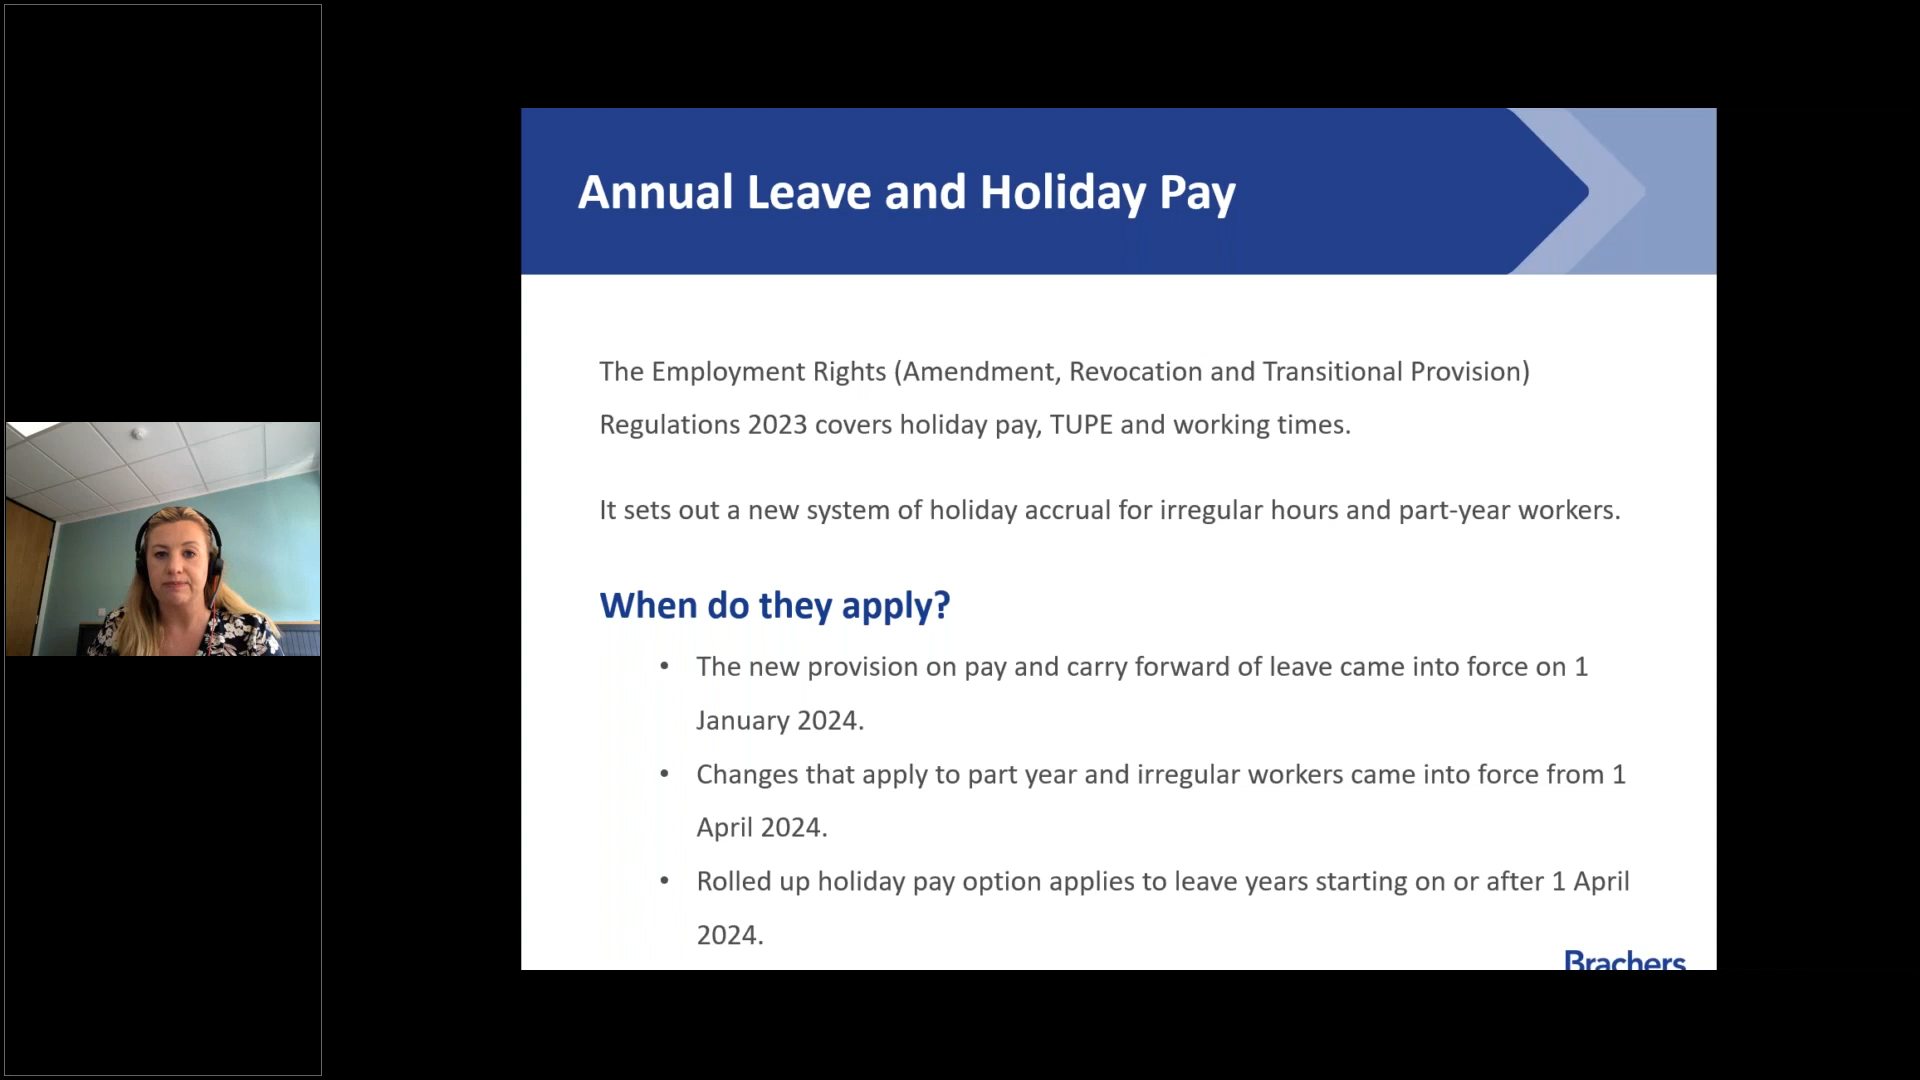 Annual Leave and Holiday Pay
The Employment Rights (Amendment, Revocation and Transitional Provision)
Regulations 2023 covers holiday pay, TUPE and working times.
It sets out a new system of holiday accrual for irregular hours and part-year workers.
When do they apply?
• The new provision on pay and carry forward of leave came into force on 1
January 2024.
• Changes that apply to part year and irregular workers came into force from 1
April 2024.
• Rolled up holiday pay option applies to leave years starting on or after 1 April
2024.
Brachers